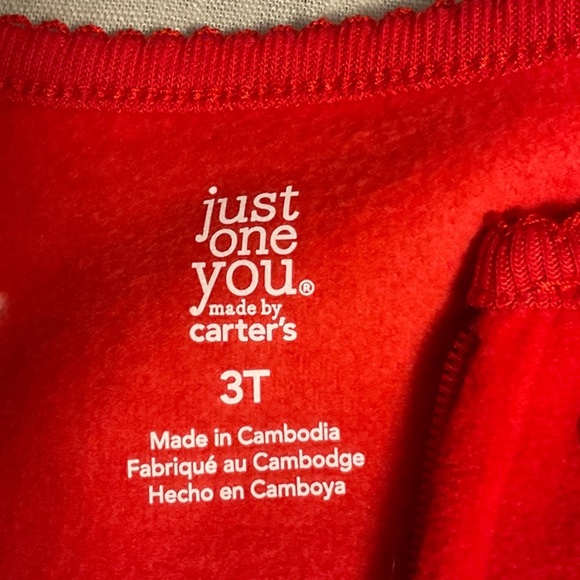 just
one
you®
made by
carter's
3T
Made in Cambodia
Fabriqué au Cambodge
Hecho en Camboya